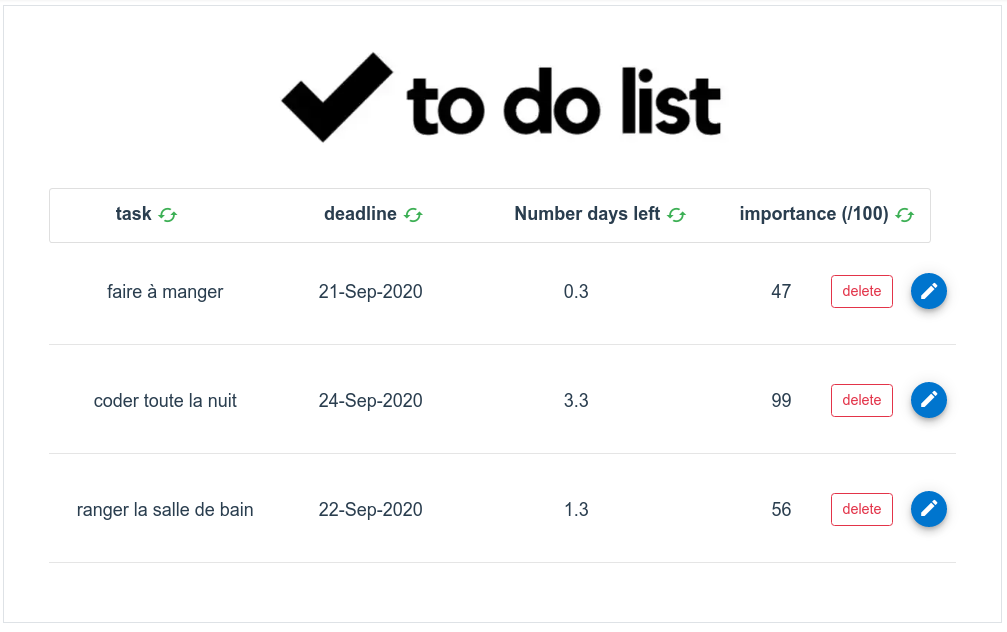 to do list
task deadline Number days left importance (/100)
faire à manger 21-Sep-2020 0.3 47 delete
coder toute la nuit 24-Sep-2020 3.3 99 delete
ranger la salle de bain 22-Sep-2020 1.3 56 delete